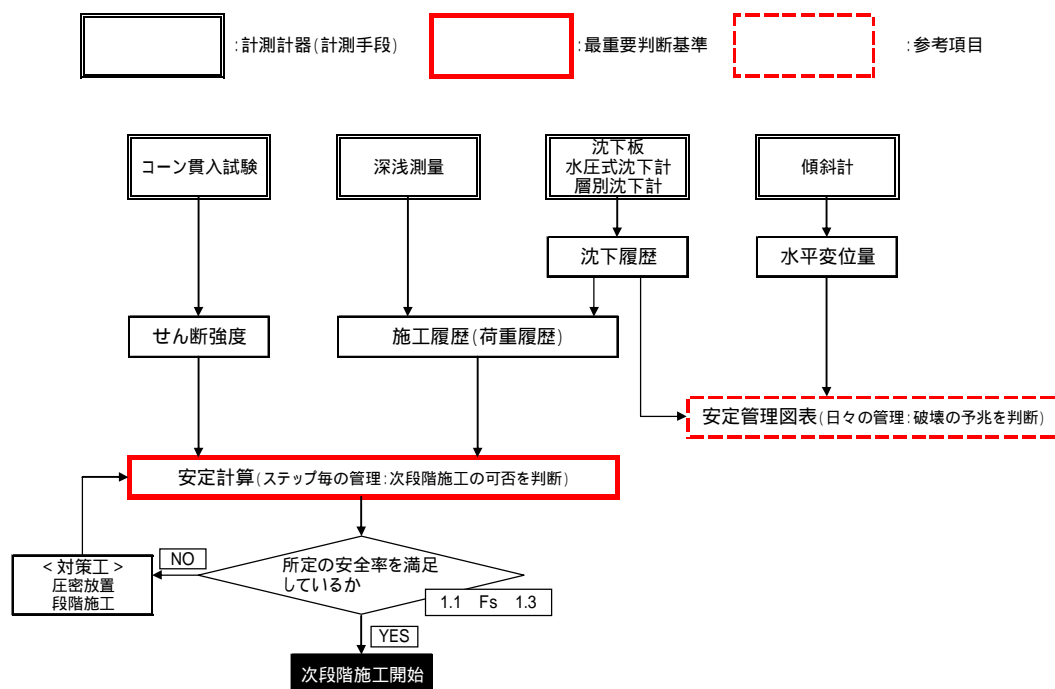 :計測計器(計測手段)
:最重要判断基準
:参考項目
コーン貫入試験
深浅測量
沈下板
水圧式沈下計
層別沈下計
傾斜計
沈下履歴
水平変位量
せん断強度
施工履歴(荷重履歴)
安定管理図表(日々の管理:破壊の予兆を判断)
安定計算(ステップ毎の管理:次段階施工の可否を判断)
NO
<対策工>
圧密放置
段階施工
所定の安全率を満足
しているか
1.1 Fs 1.3
YES
次段階施工開始